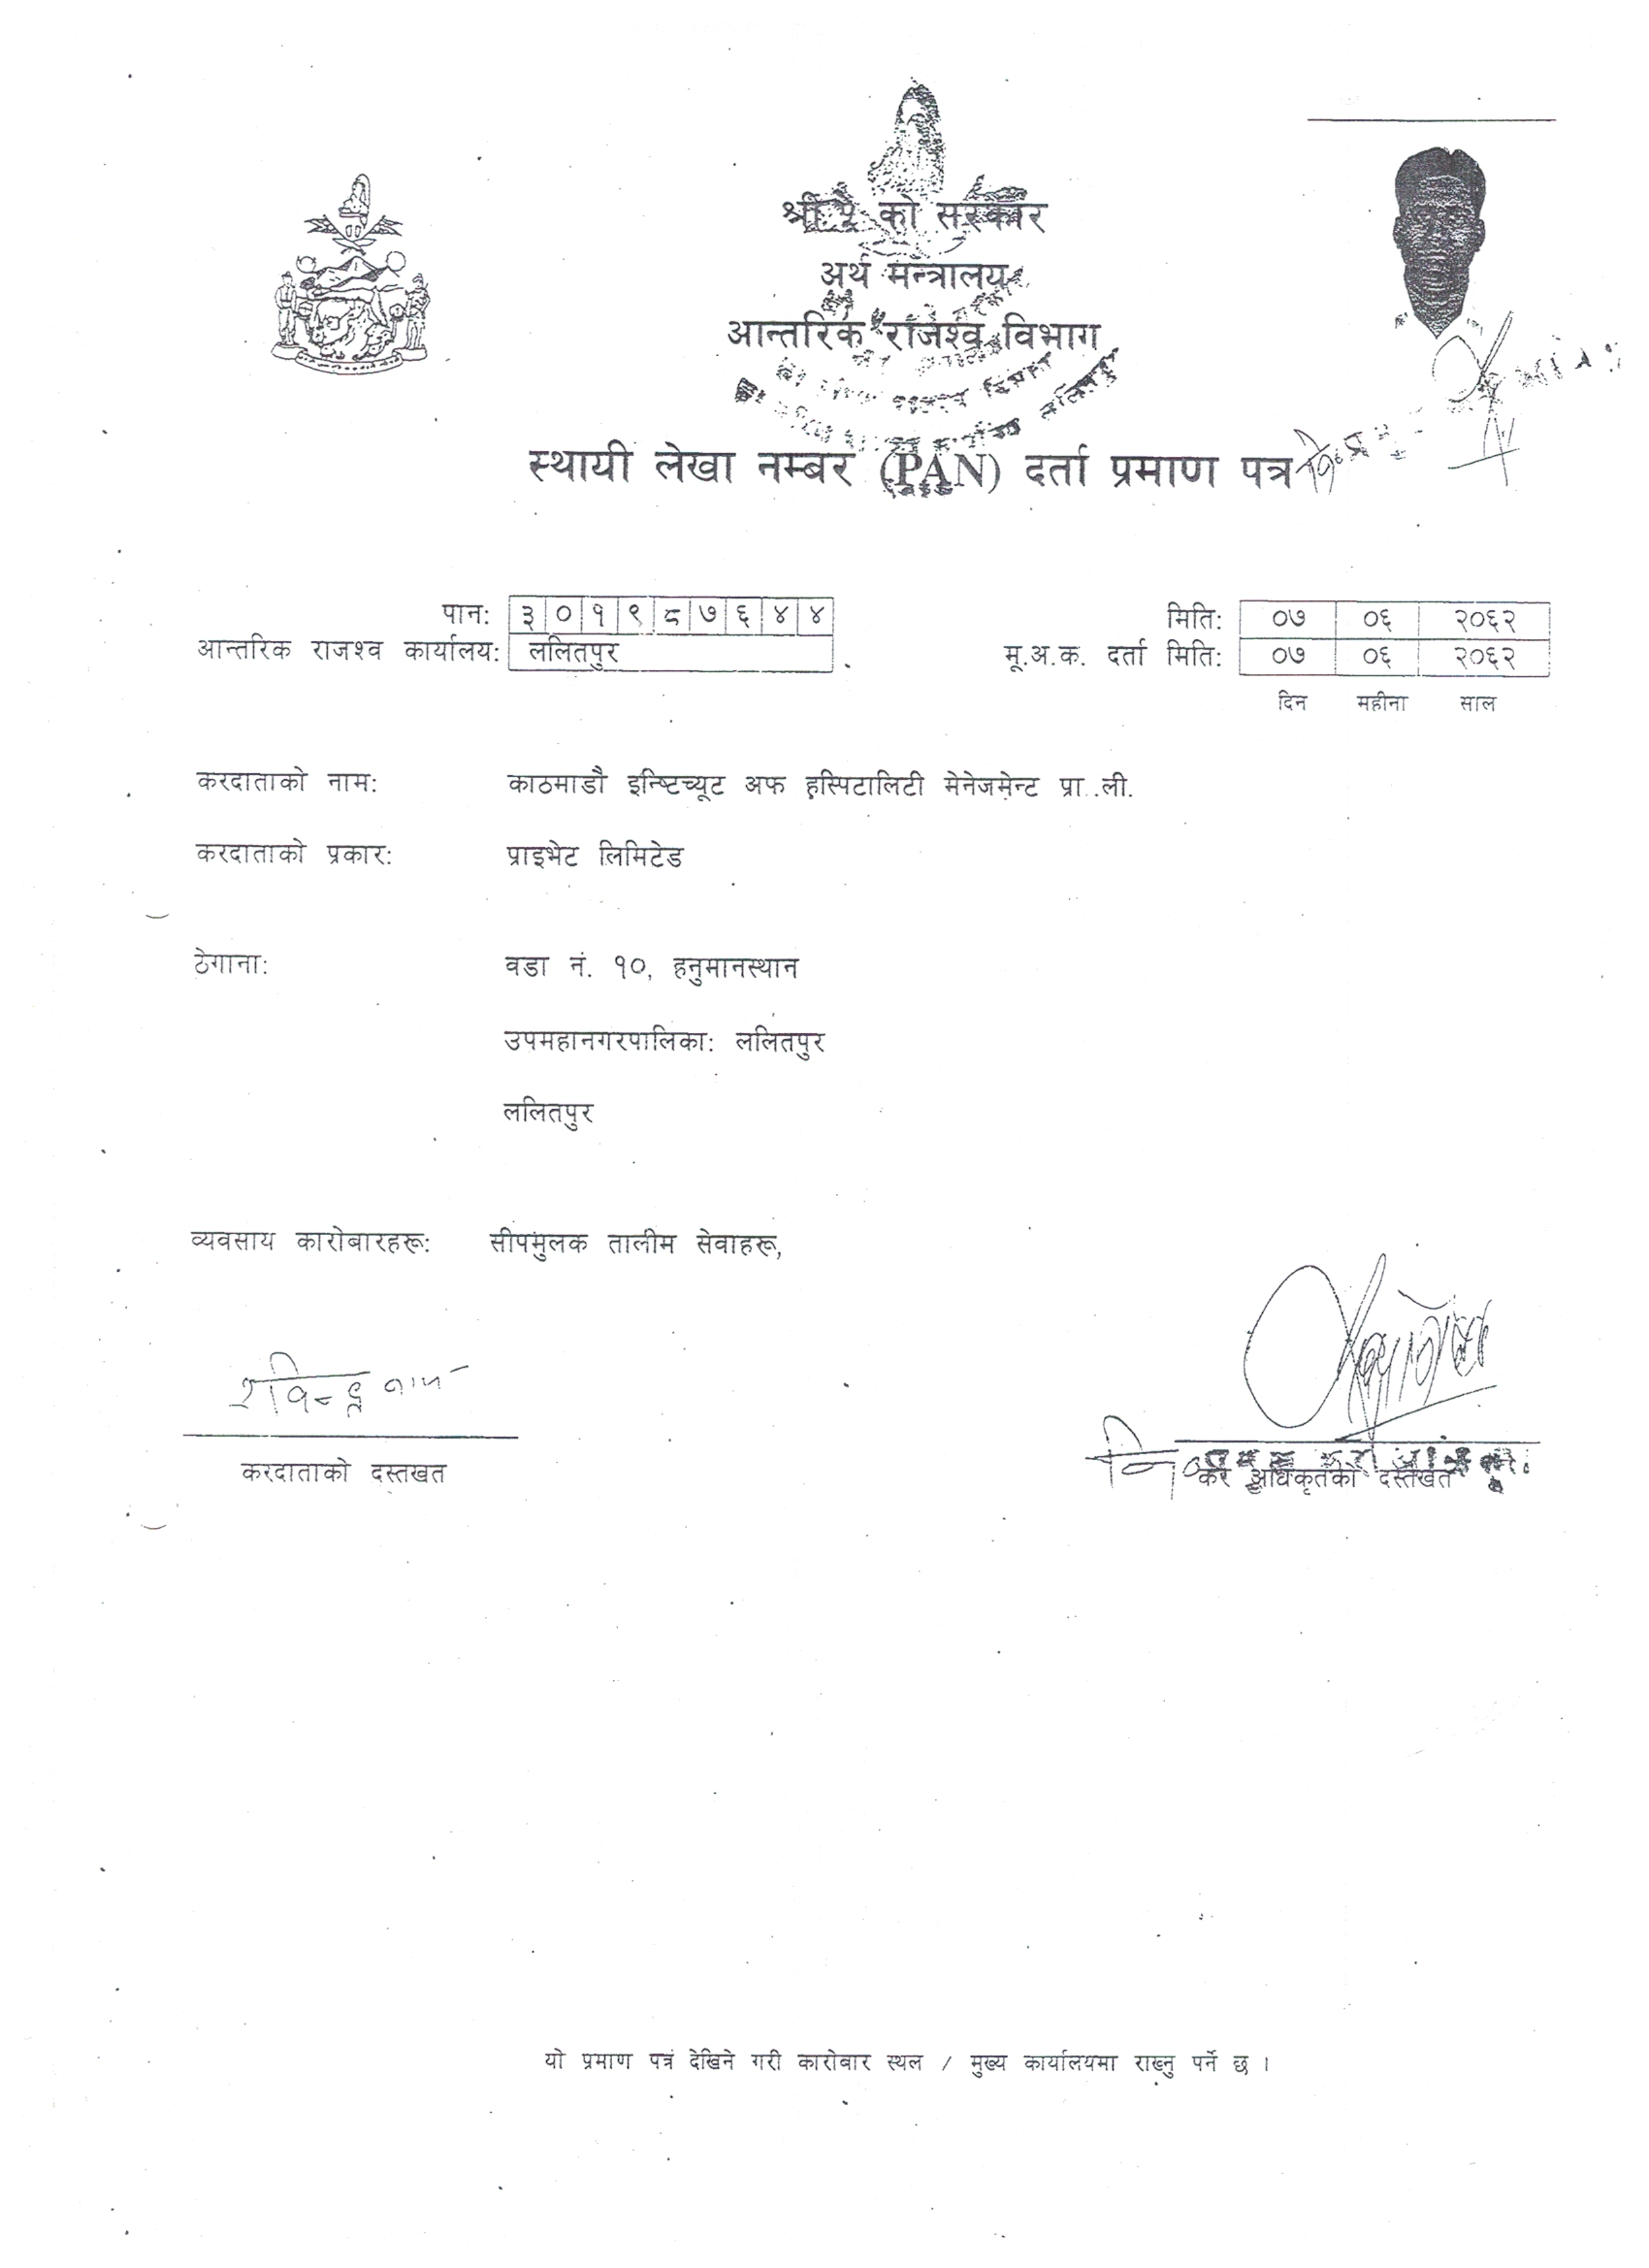 श्री ५ को सरकार
अर्थ मन्त्रालय
आन्तरिक राजश्व विभाग
स्थायी लेखा नम्बर (PAN) दर्ता प्रमाण पत्र
पान: ३ ० १ ९ ८ ७ ६ ४ ४ मिति: ०७ ०६ २०६२
आन्तरिक राजश्व कार्यालय: ललितपुर मू.अ.क. दर्ता मिति: ०७ ०६ २०६२
दिन महीना साल
करदाताको नाम: काठमाडौ इन्ष्टिच्यूट अफ हस्पिटालिटी मेनेजमेन्ट प्रा..ली.
करदाताको प्रकार: प्राइभेट लिमिटेड
ठेगाना: वडा नं. १०, हनुमानस्थान
उपमहानगरपालिका: ललितपुर
ललितपुर
व्यवसाय कारोबारहरू: सीपमुलक तालीम सेवाहरू,
रविन्द्र
करदाताको दस्तखत कर अधिकृतको दस्तखत
यो प्रमाण पत्र देखिने गरी कारोबार स्थल / मुख्य कार्यालयमा राख्नु पर्ने छ ।